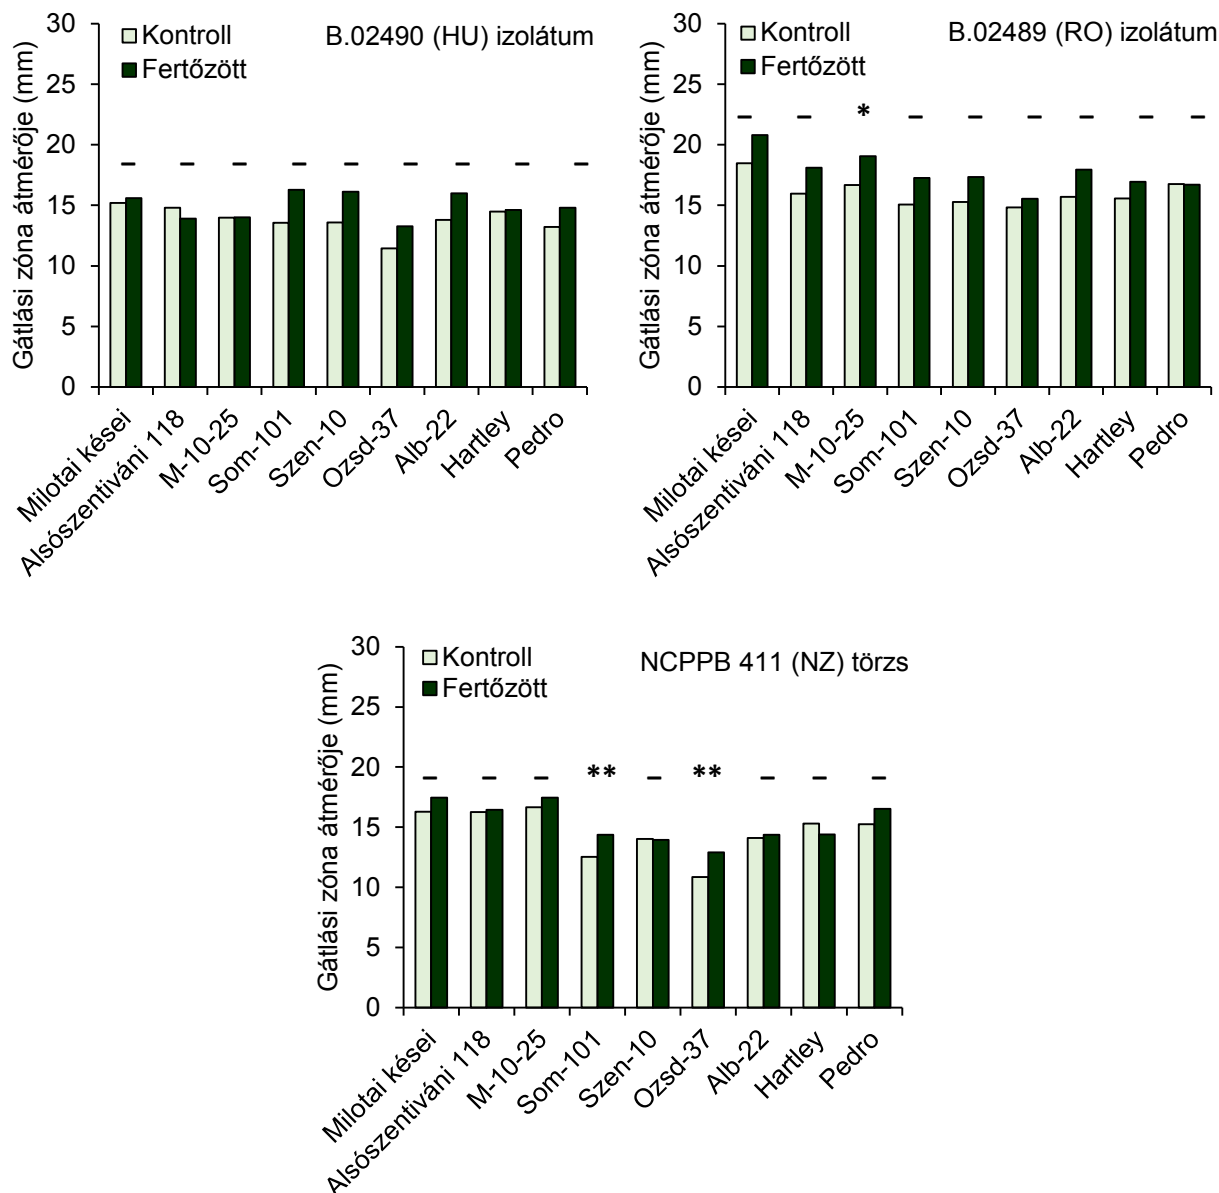 Gátlási zóna átmérője (mm)
30
25
20
15
10
5
0
Kontroll
Fertőzött
B.02490 (HU) izolátum
– – – – – – – – –
Milotai kései
Alsószentiváni 118
M-10-25
Som-101
Szen-10
Ozsd-37
Alb-22
Hartley
Pedro
Gátlási zóna átmérője (mm)
30
25
20
15
10
5
0
Kontroll
Fertőzött
B.02489 (RO) izolátum
– – * – – – – – –
Milotai kései
Alsószentiváni 118
M-10-25
Som-101
Szen-10
Ozsd-37
Alb-22
Hartley
Pedro
Gátlási zóna átmérője (mm)
30
25
20
15
10
5
0
Kontroll
Fertőzött
NCPPB 411 (NZ) törzs
– – – ** – ** – – –
Milotai kései
Alsószentiváni 118
M-10-25
Som-101
Szen-10
Ozsd-37
Alb-22
Hartley
Pedro